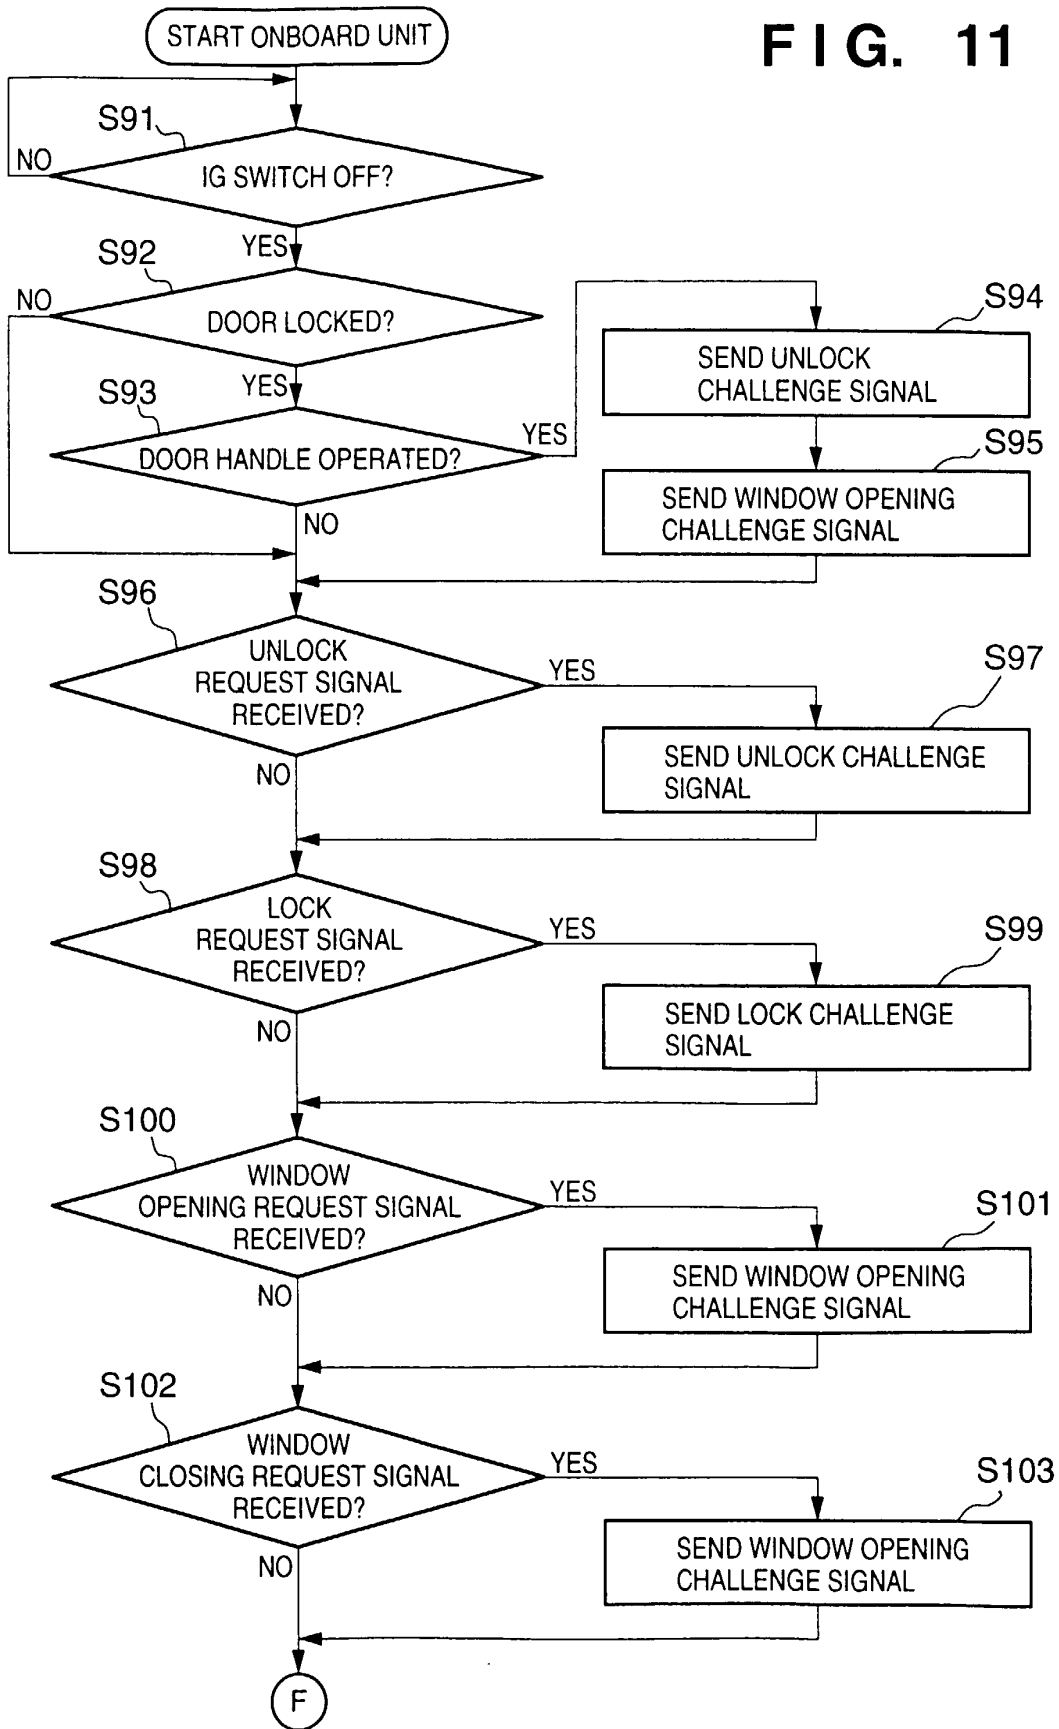 START ONBOARD UNIT
FIG. 11
S91
NO
IG SWITCH OFF?
YES
S92
NO
DOOR LOCKED?
YES
S93
DOOR HANDLE OPERATED?
YES
NO
S94
SEND UNLOCK
CHALLENGE SIGNAL
S95
SEND WINDOW OPENING
CHALLENGE SIGNAL
S96
UNLOCK
REQUEST SIGNAL
RECEIVED?
YES
NO
S97
SEND UNLOCK CHALLENGE
SIGNAL
S98
LOCK
REQUEST SIGNAL
RECEIVED?
YES
NO
S99
SEND LOCK CHALLENGE
SIGNAL
S100
WINDOW
OPENING REQUEST SIGNAL
RECEIVED?
YES
NO
S101
SEND WINDOW OPENING
CHALLENGE SIGNAL
S102
WINDOW
CLOSING REQUEST SIGNAL
RECEIVED?
YES
NO
S103
SEND WINDOW OPENING
CHALLENGE SIGNAL
F